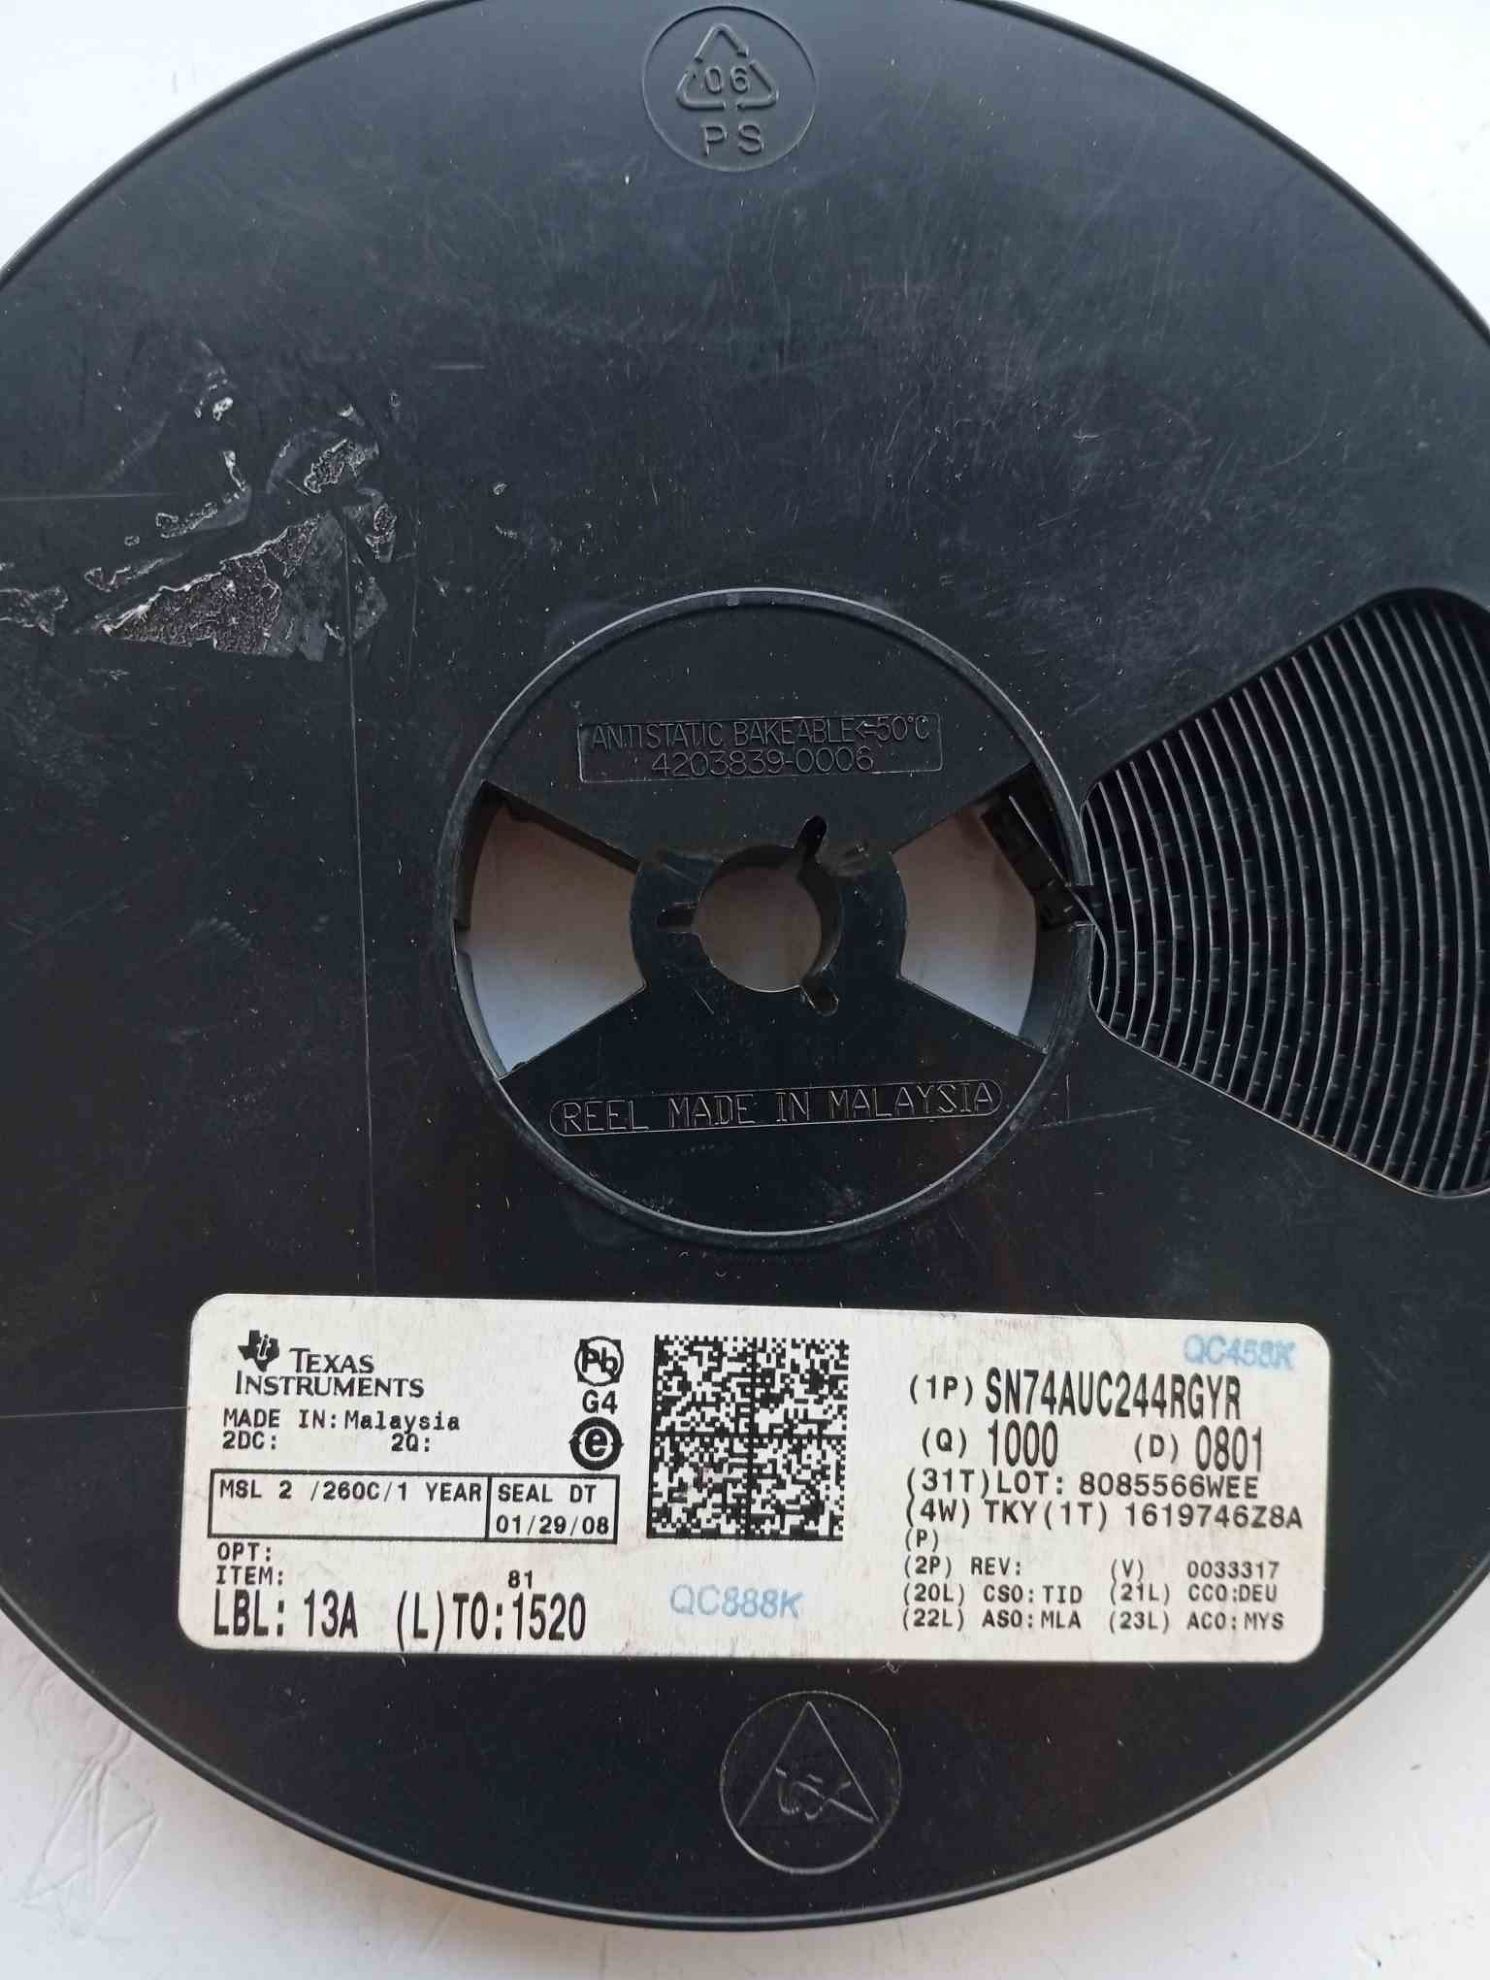 06
PS
ANTISTATIC BAKEABLE<=50°C
4203839-0006
REEL MADE IN MALAYSIA
TEXAS
INSTRUMENTS
MADE IN:Malaysia
2DC: 2Q:
MSL 2 /260C/1 YEAR
SEAL DT
01/29/08
OPT:
ITEM:
81
LBL: 13A (L)TO:1520
Pb
G4
e
QC888K
QC458K
(1P) SN74AUC244RGYR
(Q) 1000 (D) 0801
(31T)LOT: 8085566WEE
(4W) TKY(1T) 1619746Z8A
(P)
(2P) REV: (V) 0033317
(20L) CSO:TID (21L) CCO:DEU
(22L) ASO:MLA (23L) ACO:MYS